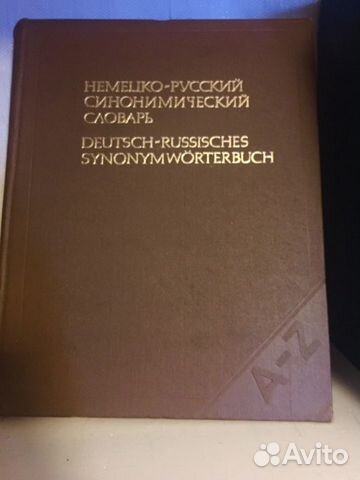 НЕМЕЦКО-РУССКИЙ
СИНОНИМИЧЕСКИЙ
СЛОВАРЬ
DEUTSCH-RUSSISCHES
SYNONYMWÖRTERBUCH
A-Z
Avito